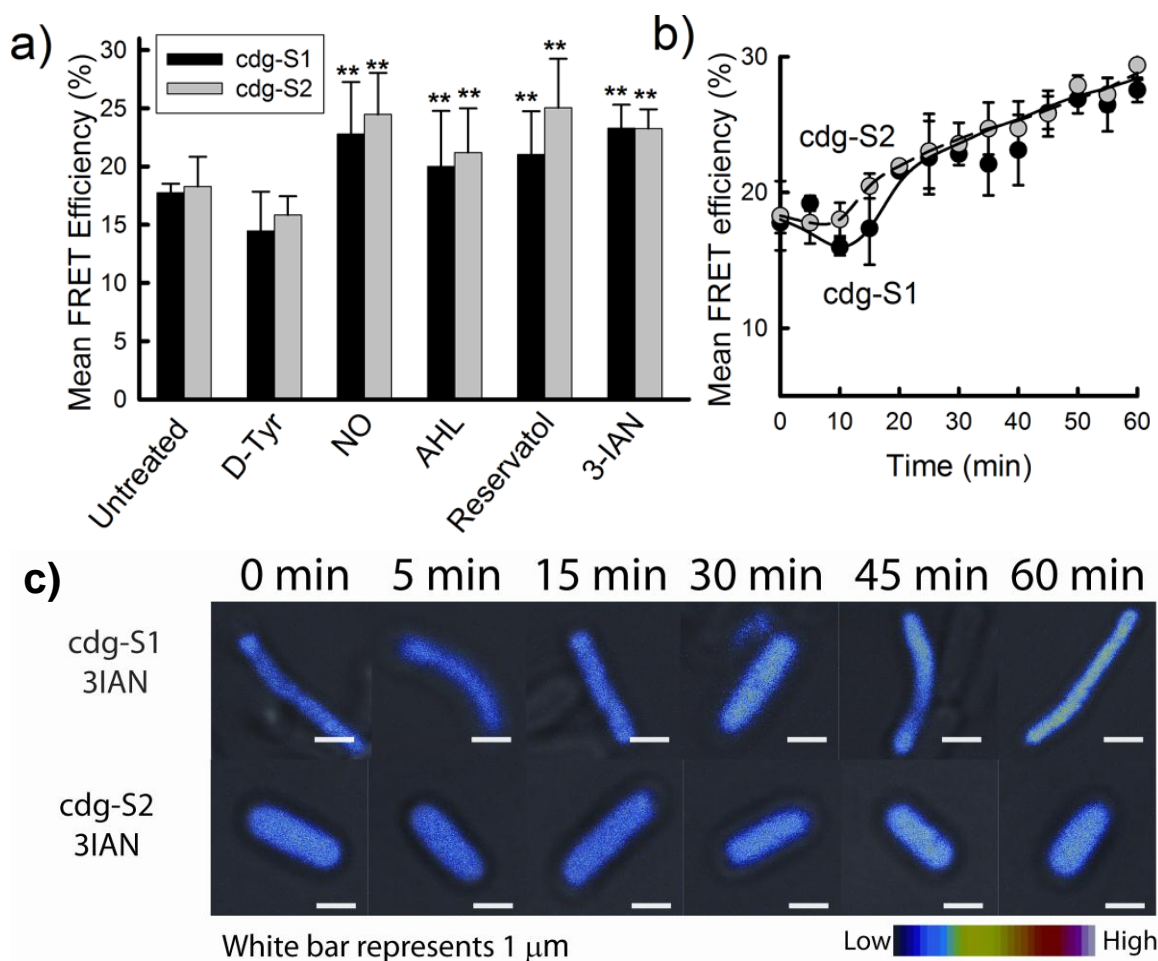 a)
Mean FRET Efficiency (%)
30
25
20
15
10
5
0
cdg-S1
cdg-S2
** **
** **
** **
** **
Untreated
D-Tyr
NO
AHL
Reservatol
3-IAN
b)
Mean FRET efficiency (%)
30
20
10
cdg-S2
cdg-S1
0 10 20 30 40 50 60
Time (min)
c)
0 min 5 min 15 min 30 min 45 min 60 min
cdg-S1
3IAN
cdg-S2
3IAN
White bar represents 1 μm
Low High